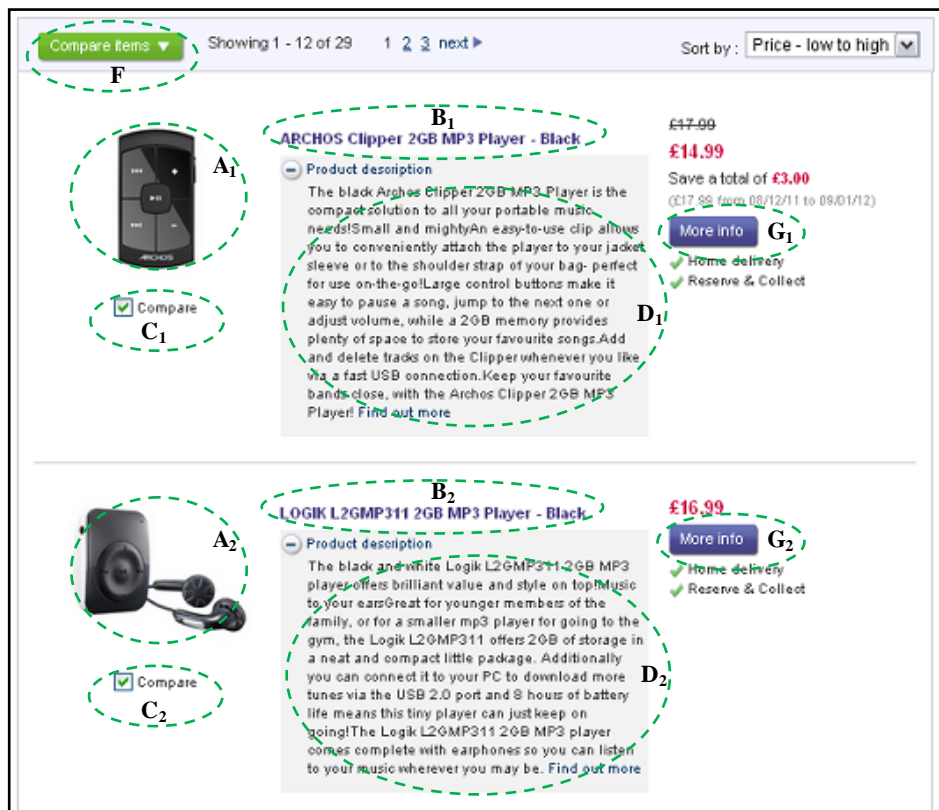 Compare Items ▼ Showing 1 - 12 of 29 1 2 3 next ▶ Sort by : Price - low to high
F
B1
ARCHOS Clipper 2GB MP3 Player - Black
A1
ARCHOS
Compare
C1
Product description
The black Archos Clipper 2GB MP3 Player is the
compact solution to all your portable music
needs!Small and mightyAn easy-to-use clip allows
you to conveniently attach the player to your jacket
sleeve or to the shoulder strap of your bag- perfect
for use on-the-go!Large control buttons make it
easy to pause a song, jump to the next one or
adjust volume, while a 2GB memory provides
plenty of space to store your favourite songs.Add
and delete tracks on the Clipper whenever you like
via a fast USB connection.Keep your favourite
bands close, with the Archos Clipper 2GB MP3
Player! Find out more
D1
£17.99
£14.99
Save a total of £3.00
(£17.99 from 08/12/11 to 09/01/12)
More info G1
Home delivery
Reserve & Collect
B2
LOGIK L2GMP311 2GB MP3 Player - Black
A2
Compare
C2
Product description
The black and white Logik L2GMP311 2GB MP3
player offers brilliant value and style on top!Music
to your earsGreat for younger members of the
family, or for a smaller mp3 player for going to the
gym, the Logik L2GMP311 offers 2GB of storage in
a neat and compact little package. Additionally
you can connect it to your PC to download more
tunes via the USB 2.0 port and 8 hours of battery
life means this tiny player can just keep on
going!The Logik L2GMP311 2GB MP3 player
comes complete with earphones so you can listen
to your music wherever you may be. Find out more
D2
£16.99
More info G2
Home delivery
Reserve & Collect